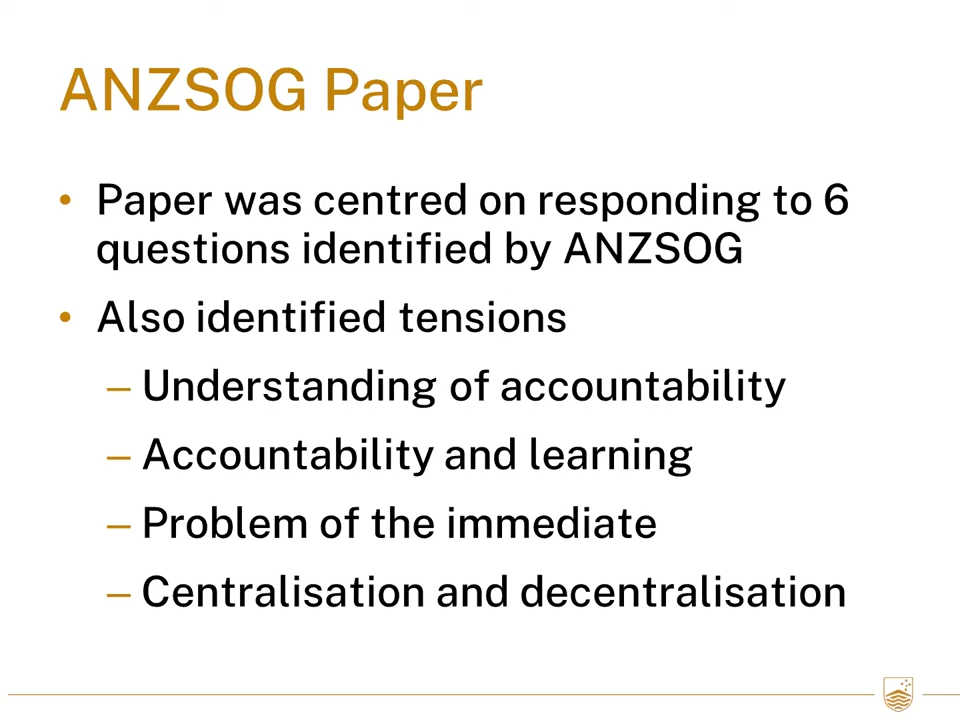 ANZSOG Paper
• Paper was centred on responding to 6
questions identified by ANZSOG
• Also identified tensions
– Understanding of accountability
– Accountability and learning
– Problem of the immediate
– Centralisation and decentralisation